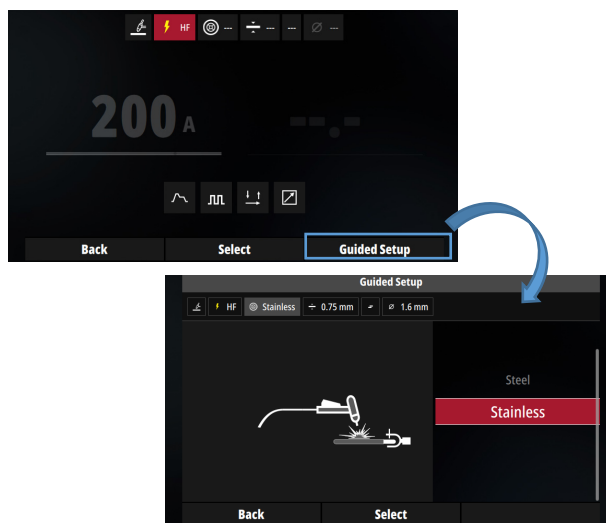 HF -- -- -- --
200 A --.-
Back Select Guided Setup
Guided Setup
HF Stainless 0.75 mm ø 1.6 mm
Steel
Stainless
Back Select